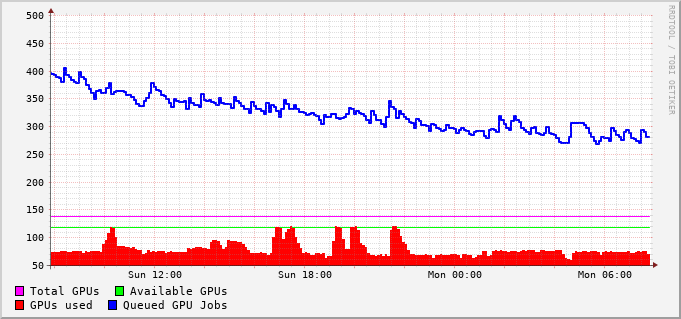 500
450
400
350
300
250
200
150
100
50
Sun 12:00 Sun 18:00 Mon 00:00 Mon 06:00
Total GPUs Available GPUs
GPUs used Queued GPU Jobs
RRDTOOL / TOBI OETIKER